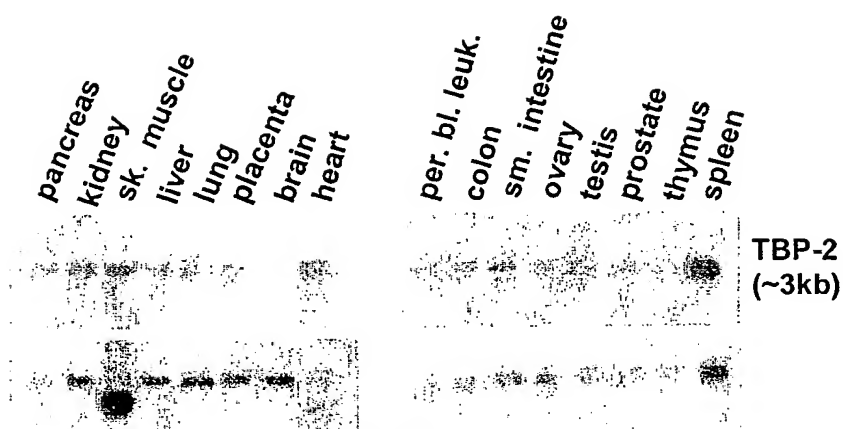 pancreas
kidney
sk. muscle
liver
lung
placenta
brain
heart
per. bl. leuk.
colon
sm. intestine
ovary
testis
prostate
thymus
spleen
TBP-2
(~3kb)